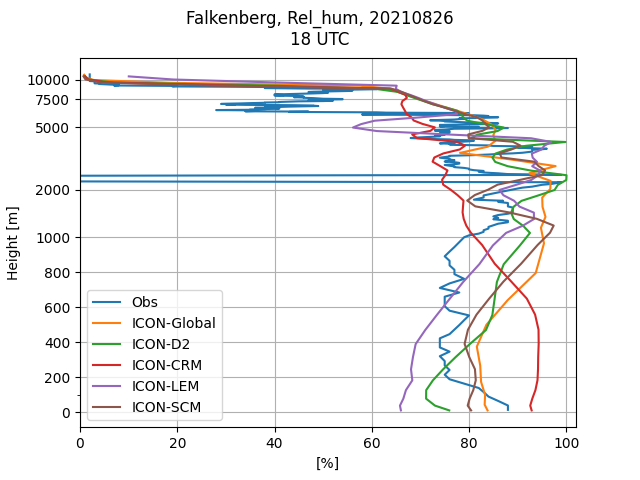 Falkenberg, Rel_hum, 20210826
18 UTC
10000
7500
5000
2000
1000
800
600
400
200
0
Height [m]
Obs
ICON-Global
ICON-D2
ICON-CRM
ICON-LEM
ICON-SCM
0 20 40 60 80 100
[%]